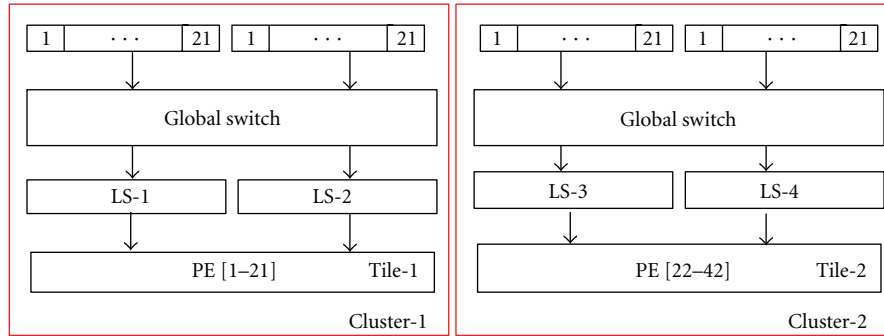 1 · · · 21 1 · · · 21 1 · · · 21 1 · · · 21
Global switch Global switch
LS-1 LS-2 LS-3 LS-4
PE [1–21] Tile-1 PE [22–42] Tile-2
Cluster-1 Cluster-2